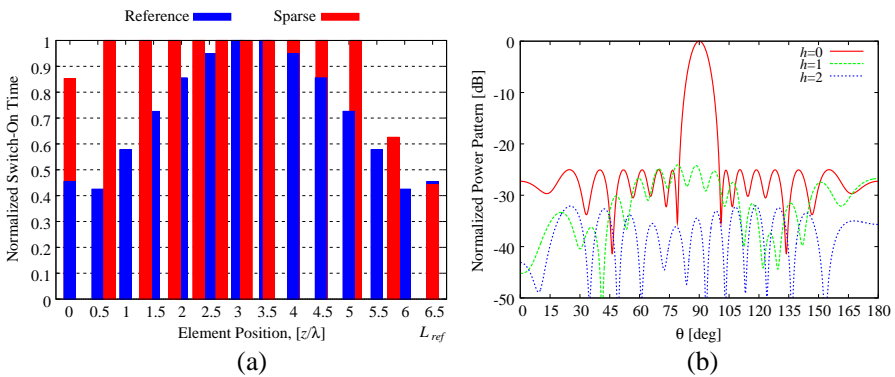 Reference Sparse
Normalized Switch-On Time
1
0.9
0.8
0.7
0.6
0.5
0.4
0.3
0.2
0.1
0
0 0.5 1 1.5 2 2.5 3 3.5 4 4.5 5 5.5 6 6.5
Element Position, [z/λ]
L ref
(a)
Normalized Power Pattern [dB]
0
-10
-20
-30
-40
-50
h=0
h=1
h=2
0 15 30 45 60 75 90 105 120 135 150 165 180
θ [deg]
(b)